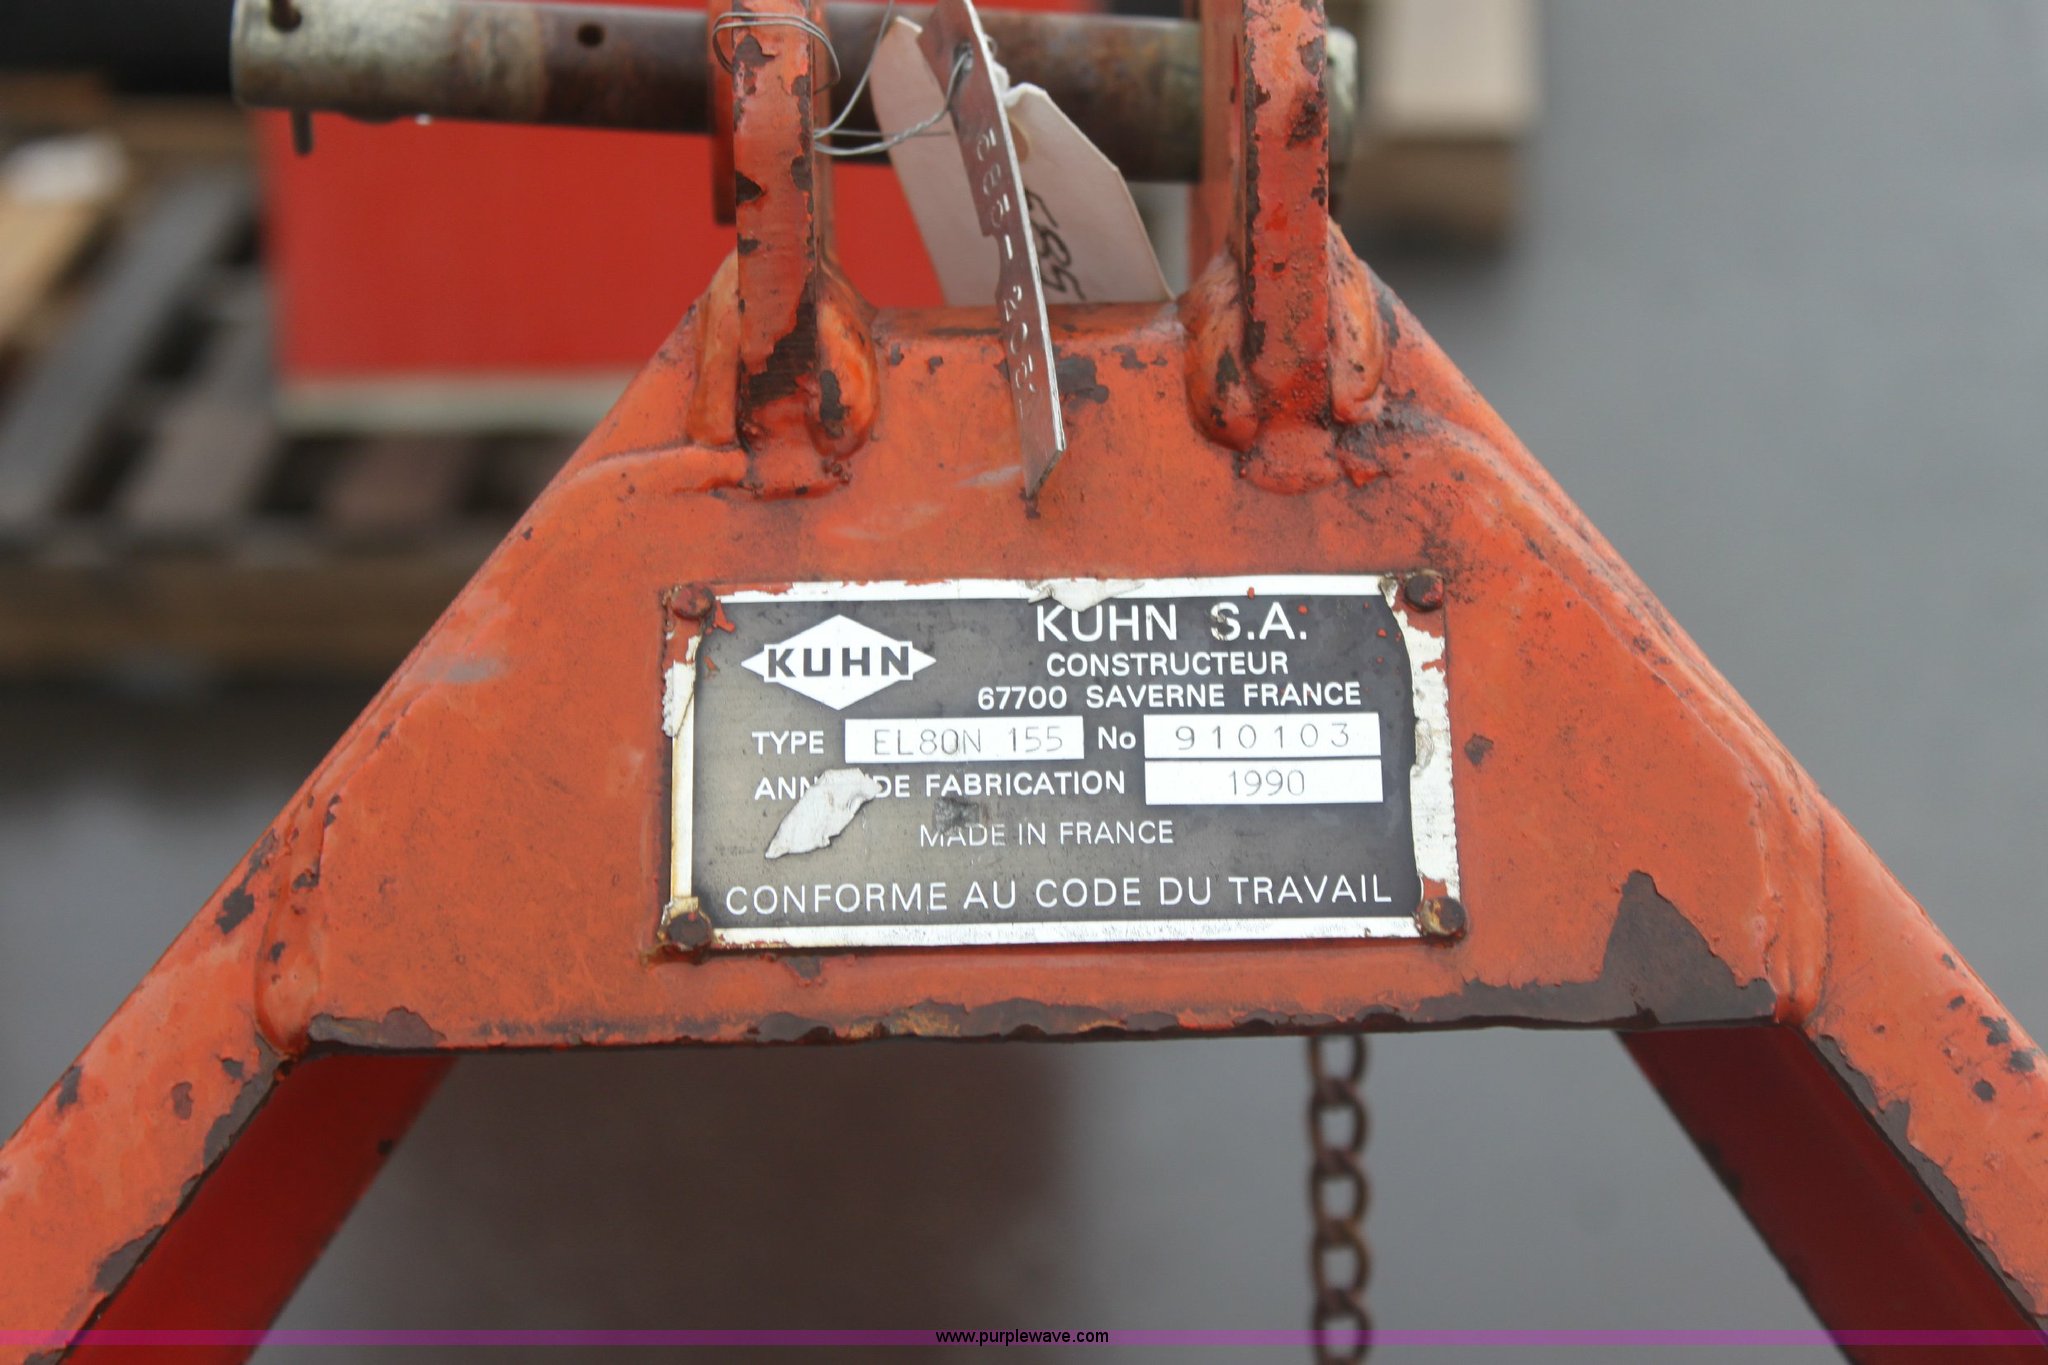 KUHN
KUHN S.A.
CONSTRUCTEUR
67700 SAVERNE FRANCE
TYPE EL80N 155 No 910103
DE FABRICATION 1990
MADE IN FRANCE
CONFORME AU CODE DU TRAVAIL
www.purplewave.com